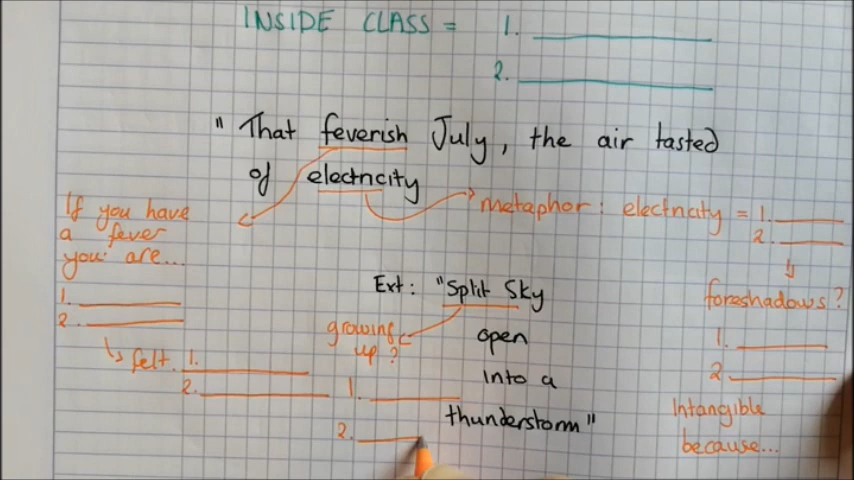 INSIDE CLASS = 1. 
2. 
" That feverish July, the air tasted
of electricity
metaphor: electricity = 1. 
2. 
If you have
a fever
you are...
1. 
2. 
↳ felt 1. 
2. 
Ext: "Split Sky
open
into a
thunderstorm"
growing
up?
1. 
2. 
foreshadows?
1. 
2 
Intangible
because...